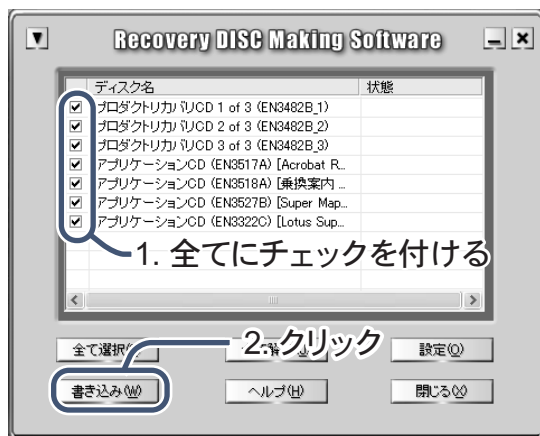 Recovery DISC Making Software
ディスク名 状態
プロダクトリカバリCD 1 of 3 (EN3482B_1)
プロダクトリカバリCD 2 of 3 (EN3482B_2)
プロダクトリカバリCD 3 of 3 (EN3482B_3)
アプリケーションCD (EN3517A) [Acrobat R...
アプリケーションCD (EN3518A) [乗換案内 ...
アプリケーションCD (EN3527B) [Super Map...
アプリケーションCD (EN3322C) [Lotus Sup...
1. 全てにチェックを付ける
全て選択 設定(O)
2. クリック
書き込み(W) ヘルプ(H) 閉じる(X)